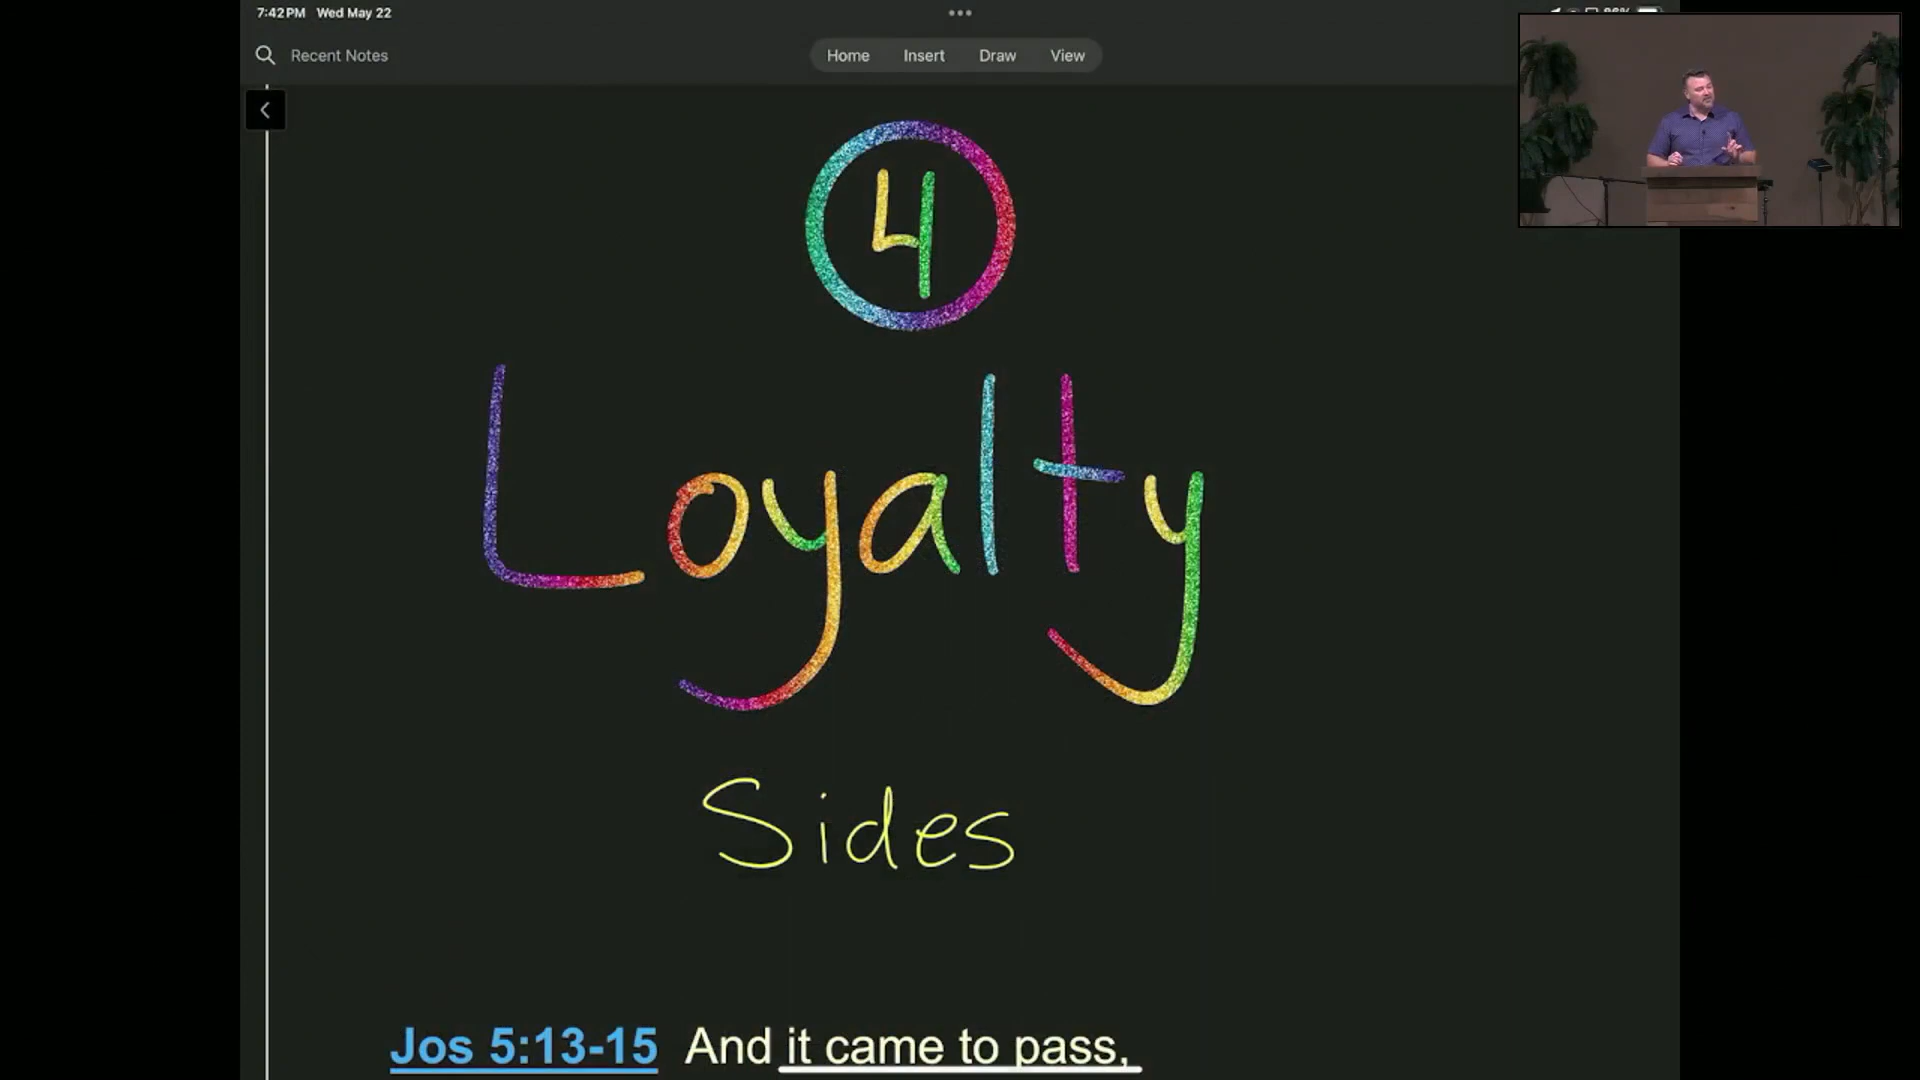 7:42 PM Wed May 22
Recent Notes
Home Insert Draw View
4
Loyalty
Sides
Jos 5:13-15 And it came to pass,